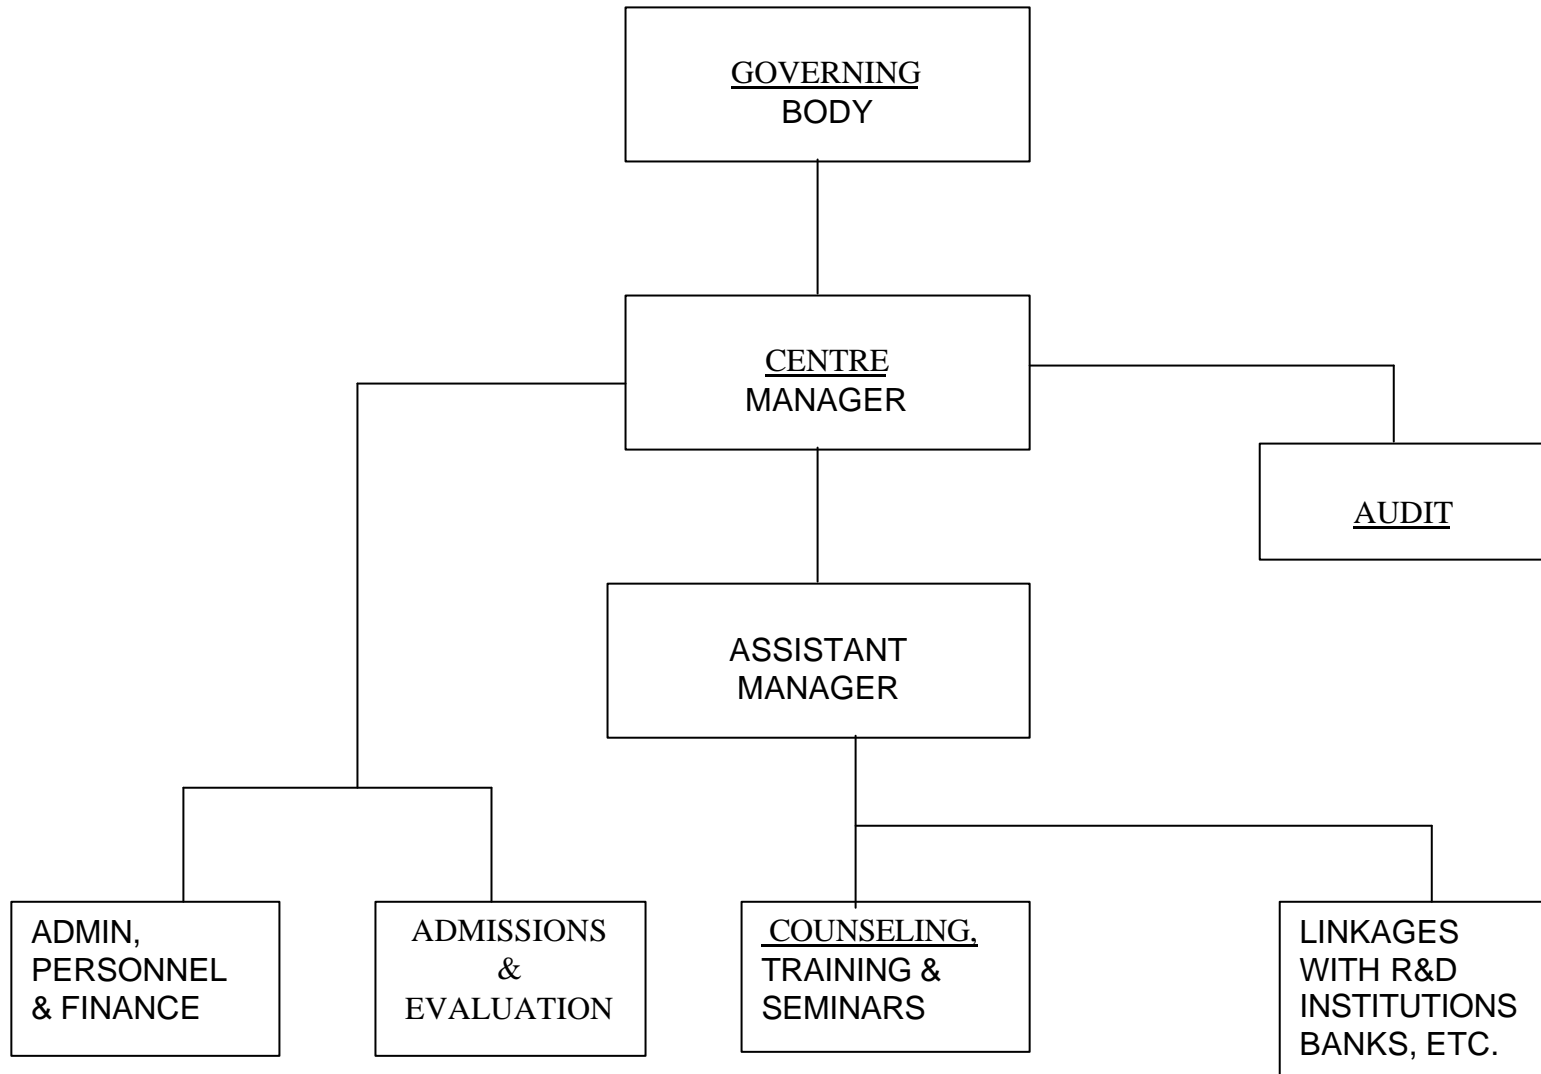 GOVERNING
BODY
CENTRE
MANAGER
AUDIT
ASSISTANT
MANAGER
ADMIN,
PERSONNEL
& FINANCE
ADMISSIONS
&
EVALUATION
COUNSELING,
TRAINING &
SEMINARS
LINKAGES
WITH R&D
INSTITUTIONS
BANKS, ETC.